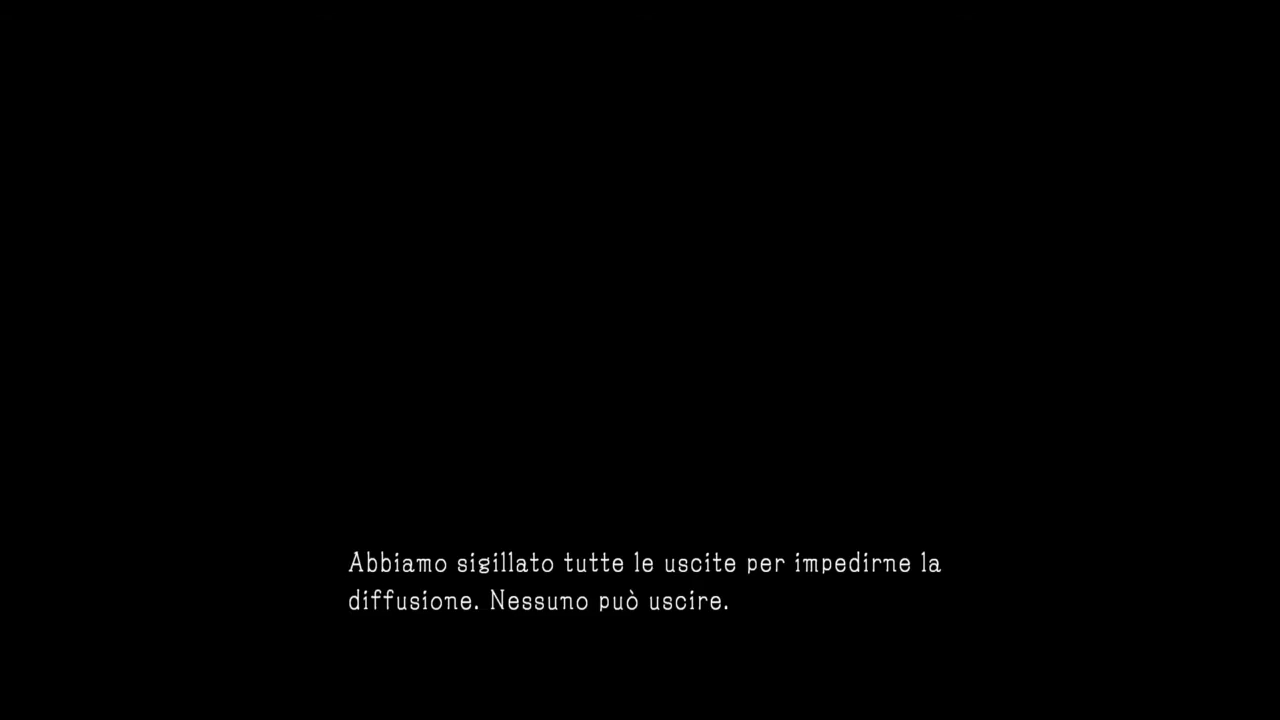 Abbiamo sigillato tutte le uscite per impedirne la
diffusione. Nessuno può uscire.